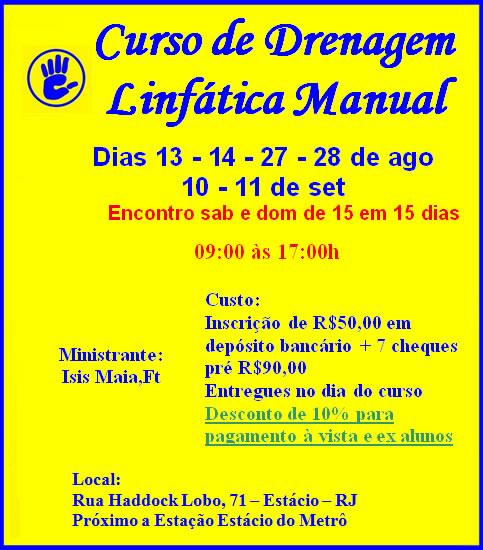 Curso de Drenagem
Linfática Manual
Dias 13 - 14 - 27 - 28 de ago
10 - 11 de set
Encontro sab e dom de 15 em 15 dias
09:00 às 17:00h
Ministrante:
Isis Maia,Ft
Custo:
Inscrição de R$50,00 em
depósito bancário + 7 cheques
pré R$90,00
Entregues no dia do curso
Desconto de 10% para
pagamento à vista e ex alunos
Local:
Rua Haddock Lobo, 71 – Estácio – RJ
Próximo a Estação Estácio do Metrô